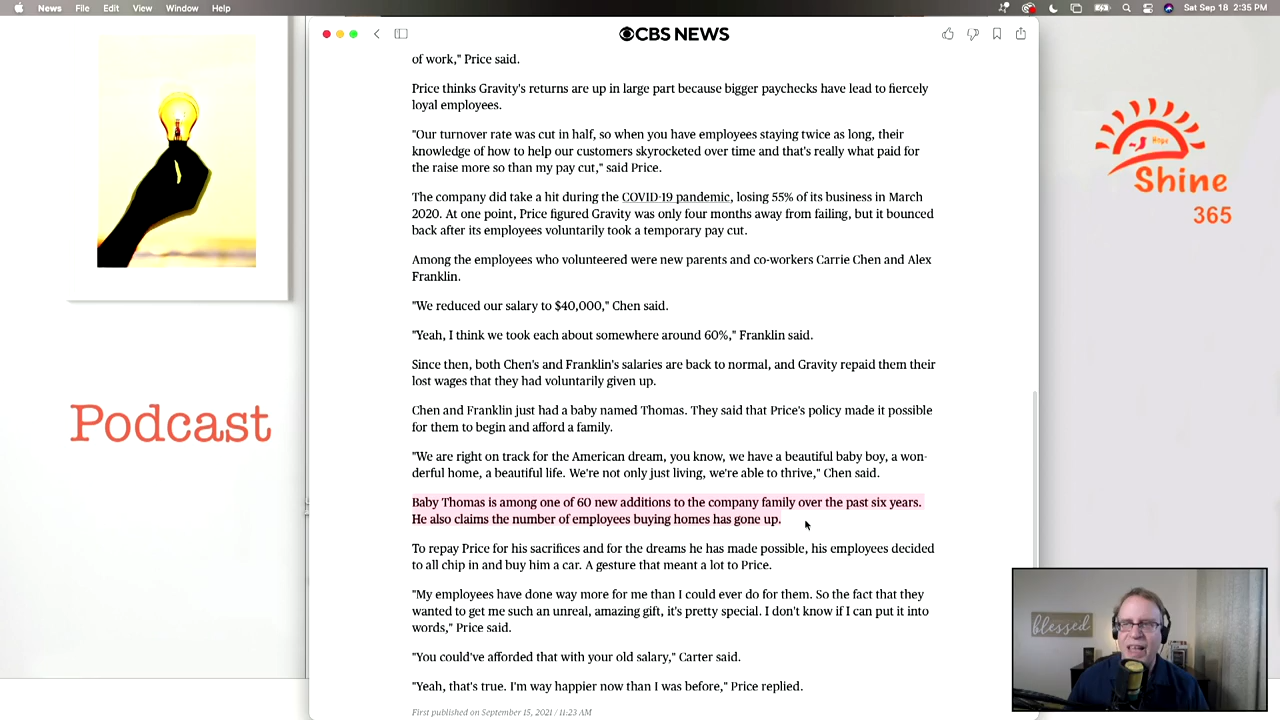 News File Edit View Window Help
Sat Sep 18 2:35 PM
CBS NEWS
of work," Price said.
Price thinks Gravity's returns are up in large part because bigger paychecks have lead to fiercely
loyal employees.
"Our turnover rate was cut in half, so when you have employees staying twice as long, their
knowledge of how to help our customers skyrocketed over time and that's really what paid for
the raise more so than my pay cut," said Price.
The company did take a hit during the COVID-19 pandemic, losing 55% of its business in March
2020. At one point, Price figured Gravity was only four months away from failing, but it bounced
back after its employees voluntarily took a temporary pay cut.
Among the employees who volunteered were new parents and co-workers Carrie Chen and Alex
Franklin.
"We reduced our salary to $40,000," Chen said.
"Yeah, I think we took each about somewhere around 60%," Franklin said.
Since then, both Chen's and Franklin's salaries are back to normal, and Gravity repaid them their
lost wages that they had voluntarily given up.
Chen and Franklin just had a baby named Thomas. They said that Price's policy made it possible
for them to begin and afford a family.
"We are right on track for the American dream, you know, we have a beautiful baby boy, a won-
derful home, a beautiful life. We're not only just living, we're able to thrive," Chen said.
Baby Thomas is among one of 60 new additions to the company family over the past six years.
He also claims the number of employees buying homes has gone up.
To repay Price for his sacrifices and for the dreams he has made possible, his employees decided
to all chip in and buy him a car. A gesture that meant a lot to Price.
"My employees have done way more for me than I could ever do for them. So the fact that they
wanted to get me such an unreal, amazing gift, it's pretty special. I don't know if I can put it into
words," Price said.
"You could've afforded that with your old salary," Carter said.
"Yeah, that's true. I'm way happier now than I was before," Price replied.
First published on September 15, 2021 / 11:23 AM
Podcast
Hope
Shine
365
blessed